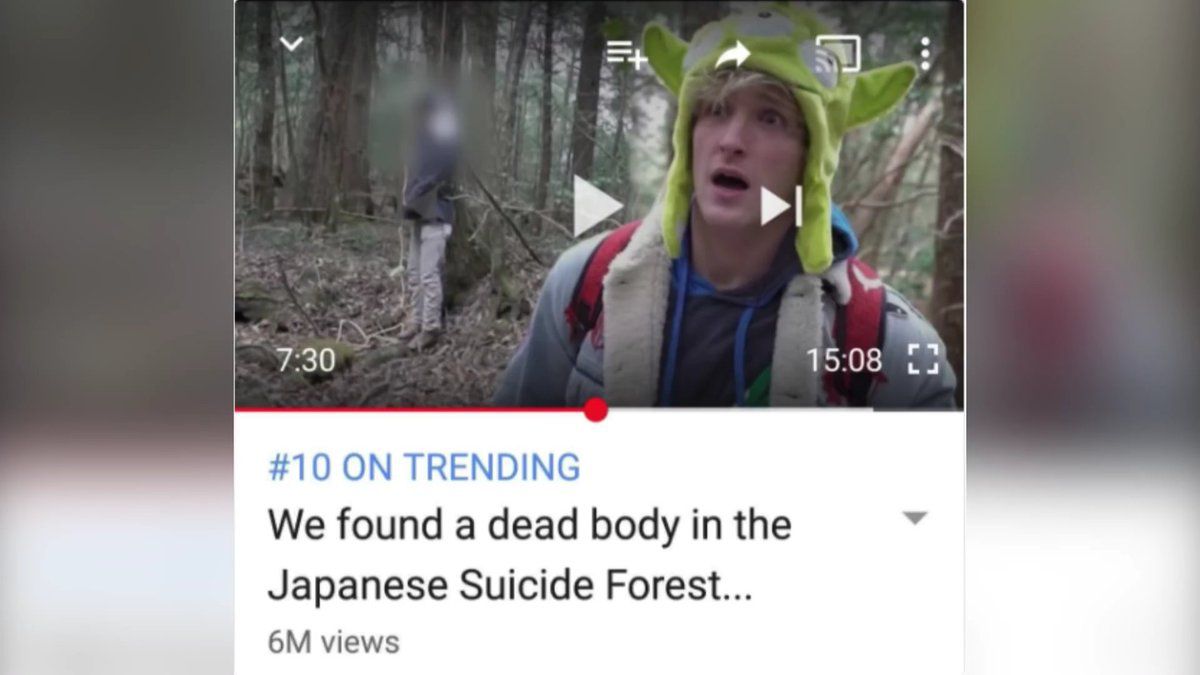 7:30
15:08
#10 ON TRENDING
We found a dead body in the
Japanese Suicide Forest...
6M views